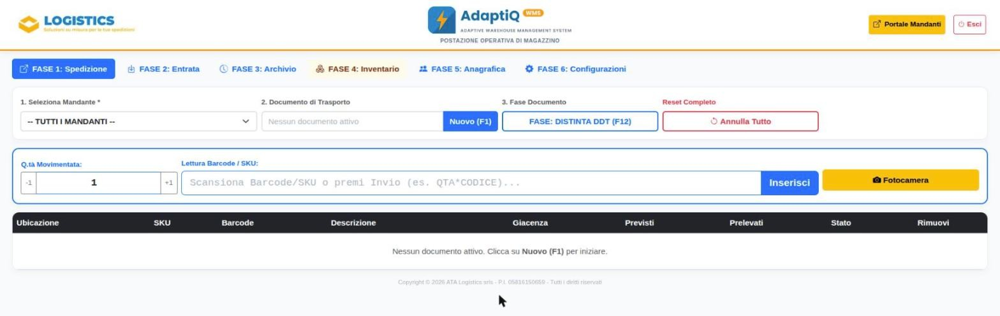 LOGISTICS
Soluzioni su misura per le tue spedizioni
AdaptiQ WMS
ADAPTIVE WAREHOUSE MANAGEMENT SYSTEM
POSTAZIONE OPERATIVA DI MAGAZZINO
Portale Mandanti
Esci
FASE 1: Spedizione
FASE 2: Entrata
FASE 3: Archivio
FASE 4: Inventario
FASE 5: Anagrafica
FASE 6: Configurazioni
1. Seleziona Mandante *
2. Documento di Trasporto
3. Fase Documento
Reset Completo
-- TUTTI I MANDANTI --
Nessun documento attivo
Nuovo (F1)
FASE: DISTINTA DDT (F12)
Annulla Tutto
Q.tà Movimentata:
Lettura Barcode / SKU:
-1
1
+1
Scansiona Barcode/SKU o premi Invio (es. QTA*CODICE)...
Inserisci
Fotocamera
Ubicazione
SKU
Barcode
Descrizione
Giacenza
Previsti
Prelevati
Stato
Rimuovi
Nessun documento attivo. Clicca su Nuovo (F1) per iniziare.
Copyright © 2026 ATA Logistics srls - P.I. 05816150659 - Tutti i diritti riservati